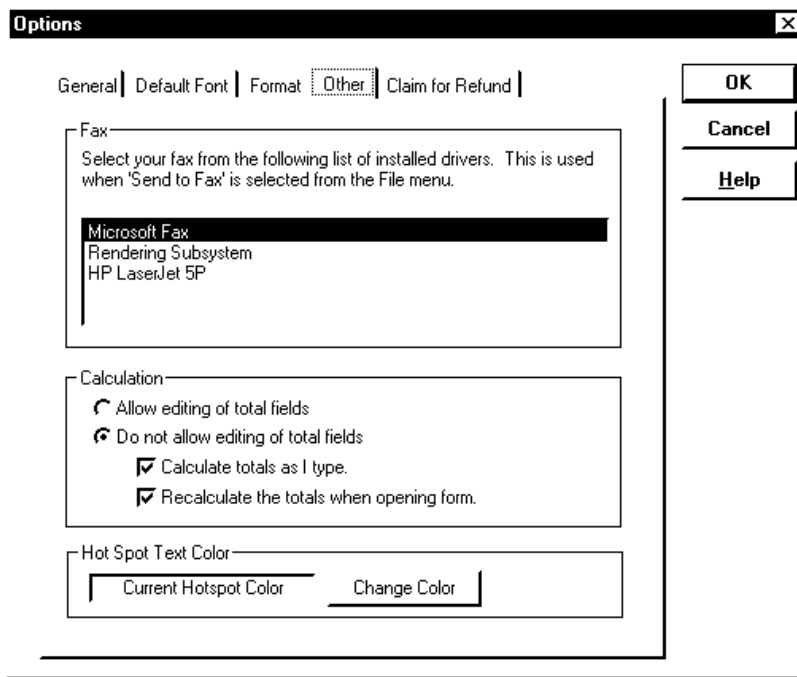 Options
General Default Font Format Other Claim for Refund
OK
Cancel
Help
Fax
Select your fax from the following list of installed drivers. This is used
when 'Send to Fax' is selected from the File menu.
Microsoft Fax
Rendering Subsystem
HP LaserJet 5P
Calculation
Allow editing of total fields
Do not allow editing of total fields
Calculate totals as I type.
Recalculate the totals when opening form.
Hot Spot Text Color
Current Hotspot Color Change Color